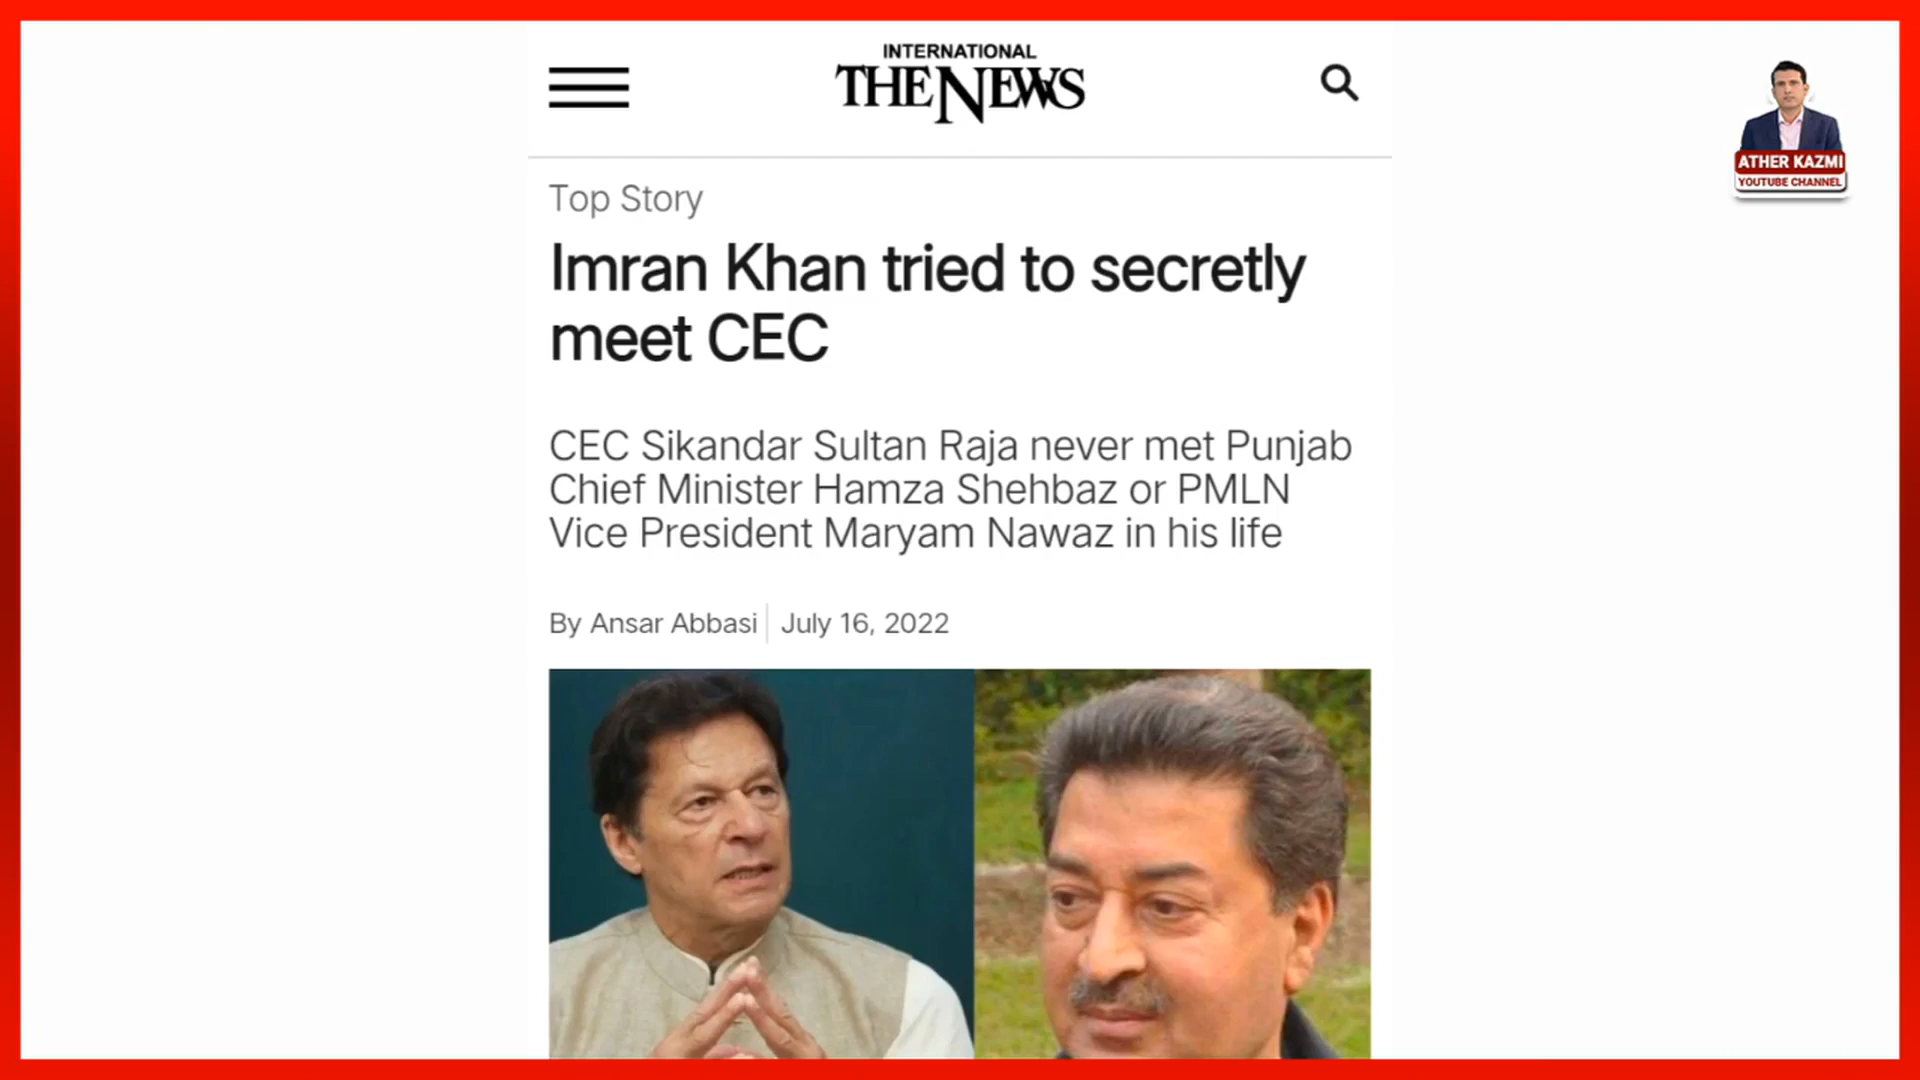 INTERNATIONAL
THE NEWS
ATHER KAZMI
YOUTUBE CHANNEL
Top Story
Imran Khan tried to secretly
meet CEC
CEC Sikandar Sultan Raja never met Punjab
Chief Minister Hamza Shehbaz or PMLN
Vice President Maryam Nawaz in his life
By Ansar Abbasi | July 16, 2022